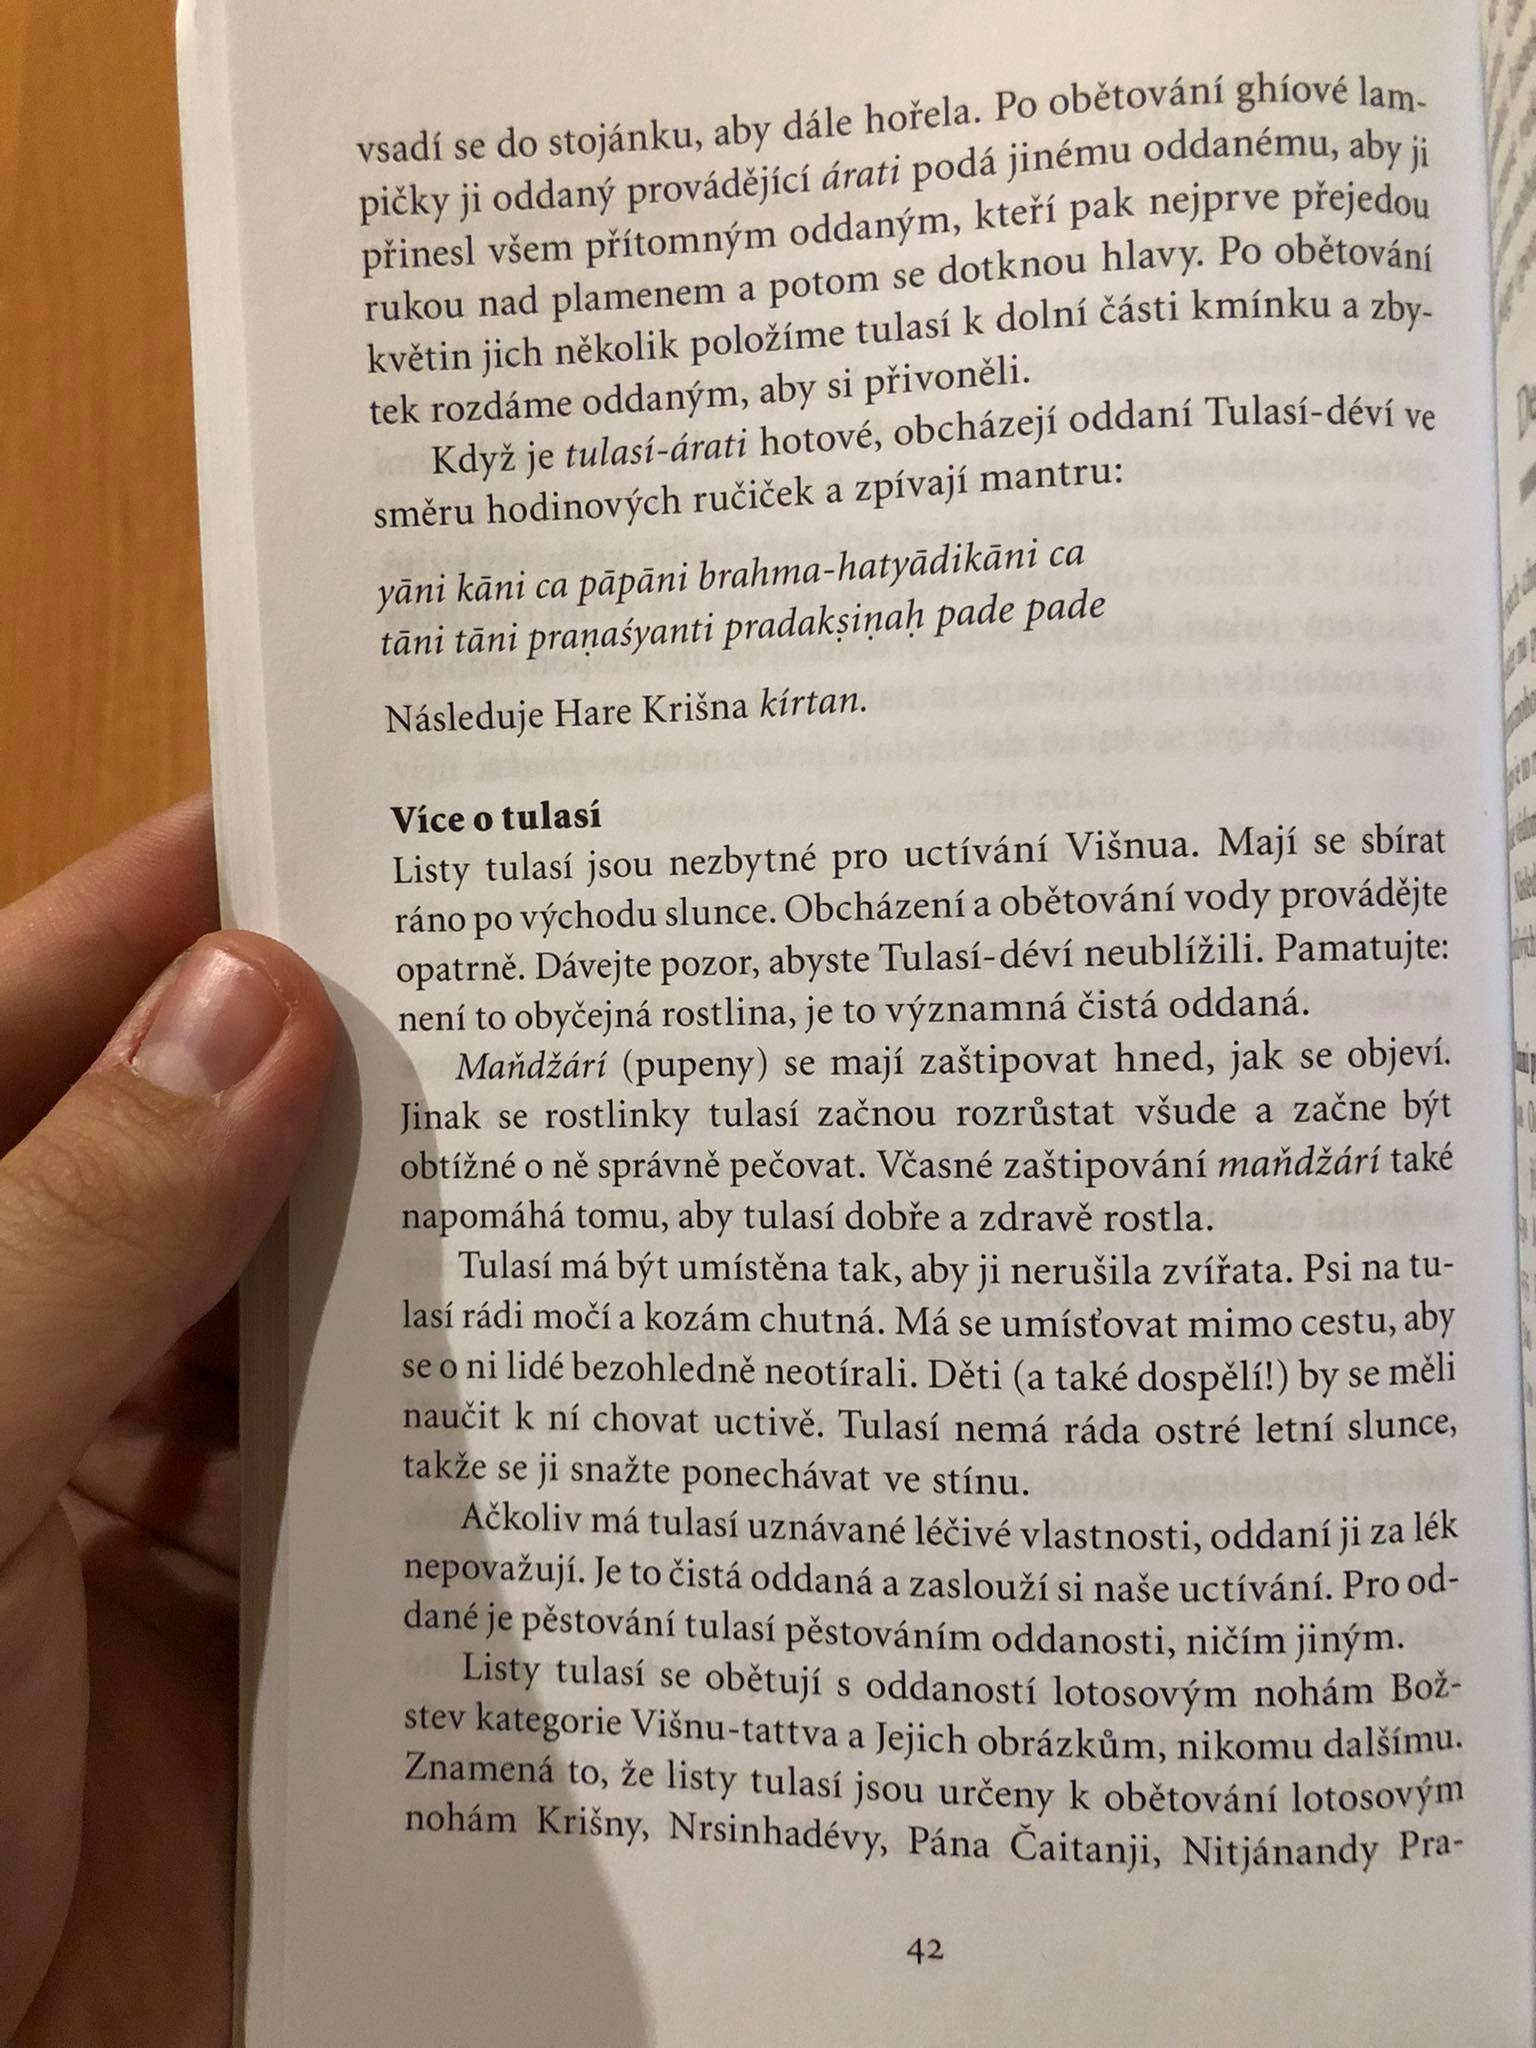 vsadí se do stojánku, aby dále hořela. Po obětování ghíové lam-
pičky ji oddaný provádějící árati podá jinému oddanému, aby ji
přinesl všem přítomným oddaným, kteří pak nejprve přejedou
rukou nad plamenem a potom se dotknou hlavy. Po obětování
květin jich několik položíme tulasí k dolní části kmínku a zby-
tek rozdáme oddaným, aby si přivoněli.
Když je tulasí-árati hotové, obcházejí oddaní Tulasí-déví ve
směru hodinových ručiček a zpívají mantru:
yāni kāni ca pāpāni brahma-hatyādikāni ca
tāni tāni praṇaśyanti pradakṣiṇaḥ pade pade
Následuje Hare Krišna kírtan.
Více o tulasí
Listy tulasí jsou nezbytné pro uctívání Višnua. Mají se sbírat
ráno po východu slunce. Obcházení a obětování vody provádějte
opatrně. Dávejte pozor, abyste Tulasí-déví neublížili. Pamatujte:
není to obyčejná rostlina, je to významná čistá oddaná.
Maňdžárí (pupeny) se mají zaštipovat hned, jak se objeví.
Jinak se rostlinky tulasí začnou rozrůstat všude a začne být
obtížné o ně správně pečovat. Včasné zaštipování maňdžárí také
napomáhá tomu, aby tulasí dobře a zdravě rostla.
Tulasí má být umístěna tak, aby ji nerušila zvířata. Psi na tu-
lasí rádi močí a kozám chutná. Má se umísťovat mimo cestu, aby
se o ni lidé bezohledně neotírali. Děti (a také dospělí!) by se měli
naučit k ní chovat uctivě. Tulasí nemá ráda ostré letní slunce,
takže se ji snažte ponechávat ve stínu.
Ačkoliv má tulasí uznávané léčivé vlastnosti, oddaní ji za lék
nepovažují. Je to čistá oddaná a zaslouží si naše uctívání. Pro od-
dané je pěstování tulasí pěstováním oddanosti, ničím jiným.
Listy tulasí se obětují s oddaností lotosovým nohám Bož-
stev kategorie Višnu-tattva a Jejich obrázkům, nikomu dalšímu.
Znamená to, že listy tulasí jsou určeny k obětování lotosovým
nohám Krišny, Nrsinhadévy, Pána Čaitanji, Nitjánandy Pra-
42